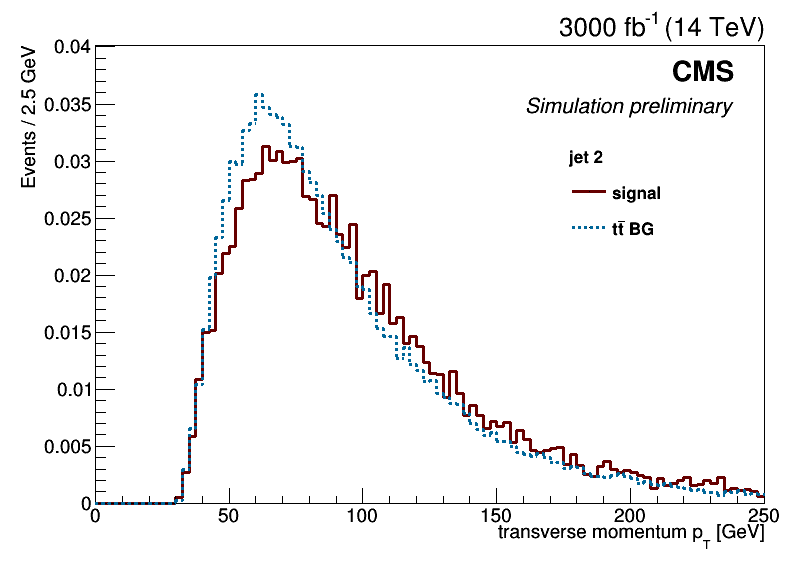 3000 fb⁻¹ (14 TeV)
CMS
Simulation preliminary
jet 2
signal
tt̄ BG
Events / 2.5 GeV
0.04
0.035
0.03
0.025
0.02
0.015
0.01
0.005
0
0 50 100 150 200 250
transverse momentum p_T [GeV]